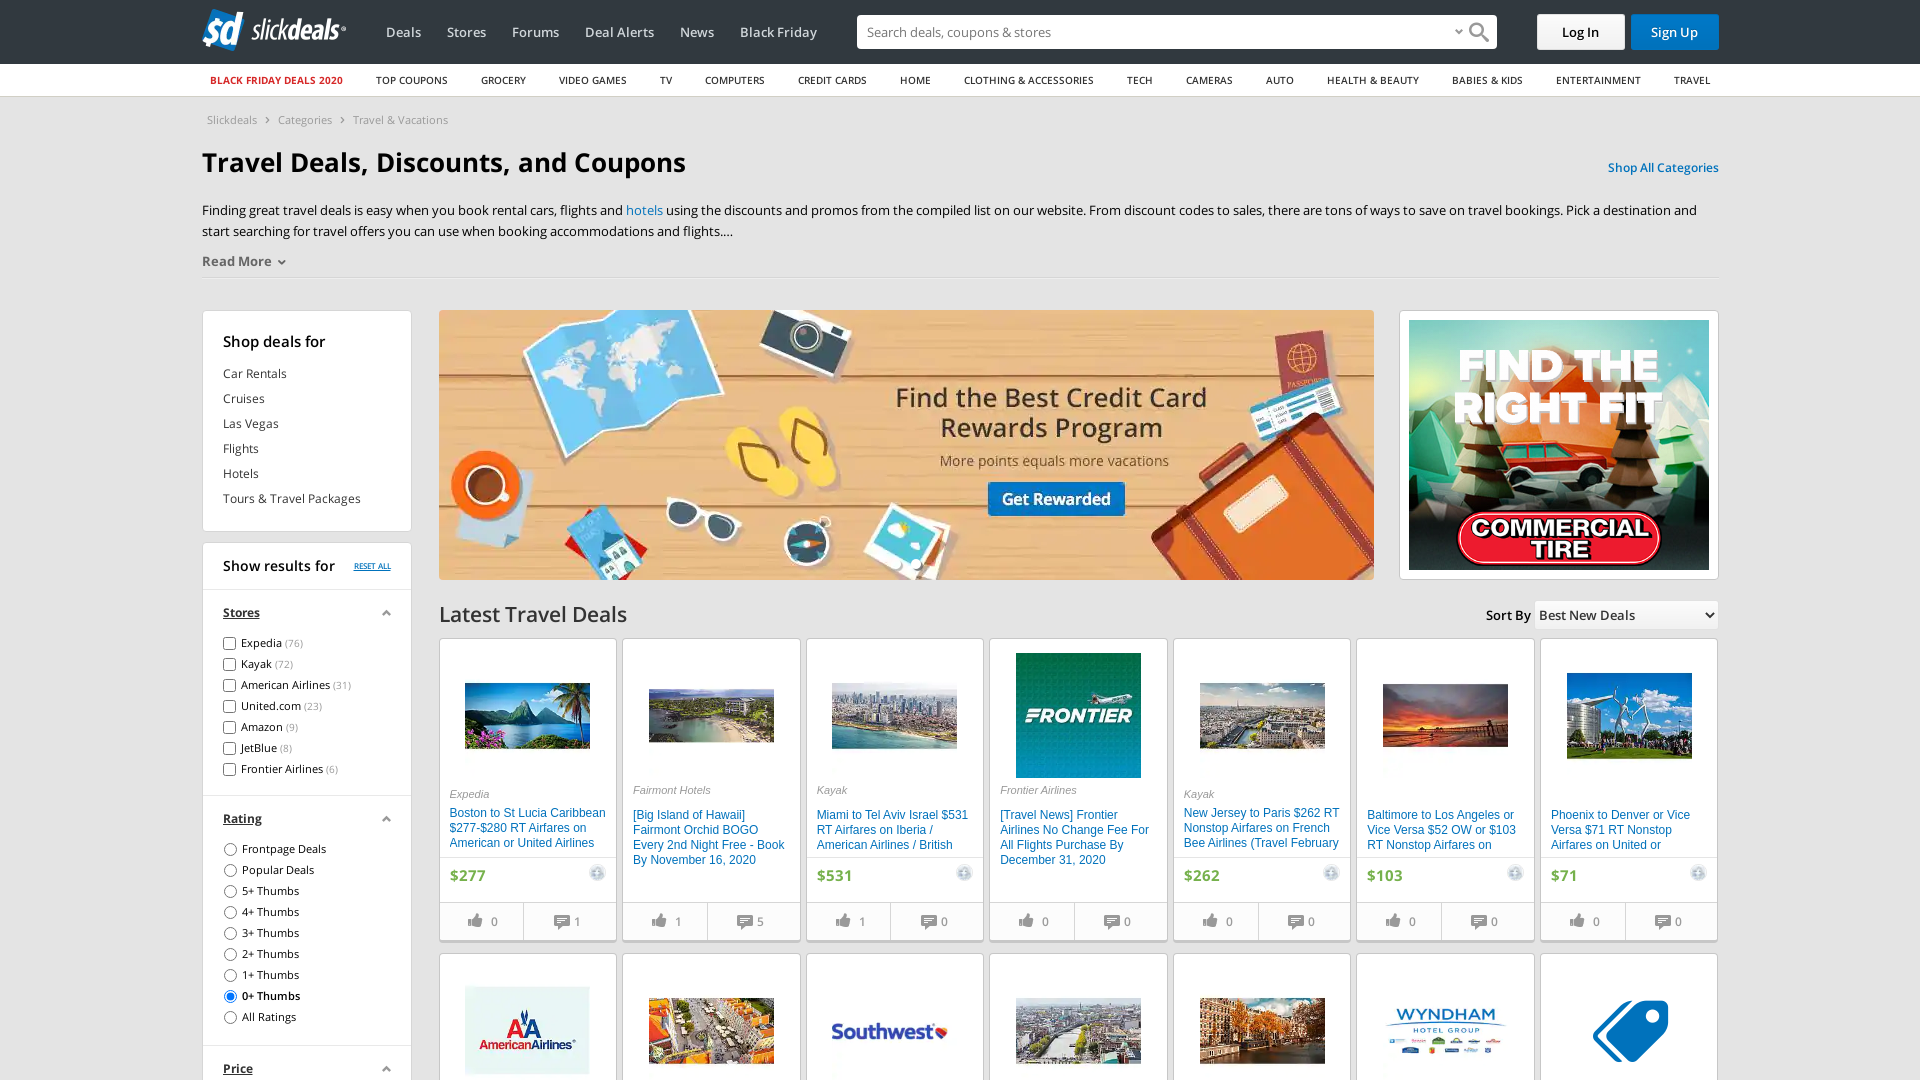 slickdeals
Deals
Stores
Forums
Deal Alerts
News
Black Friday
Search deals, coupons & stores
Log In
Sign Up
BLACK FRIDAY DEALS 2020
TOP COUPONS
GROCERY
VIDEO GAMES
TV
COMPUTERS
CREDIT CARDS
HOME
CLOTHING & ACCESSORIES
TECH
CAMERAS
AUTO
HEALTH & BEAUTY
BABIES & KIDS
ENTERTAINMENT
TRAVEL
Slickdeals > Categories > Travel & Vacations
Travel Deals, Discounts, and Coupons
Shop All Categories
Finding great travel deals is easy when you book rental cars, flights and hotels using the discounts and promos from the compiled list on our website. From discount codes to sales, there are tons of ways to save on travel bookings. Pick a destination and
start searching for travel offers you can use when booking accommodations and flights....
Read More
Shop deals for
Car Rentals
Cruises
Las Vegas
Flights
Hotels
Tours & Travel Packages
Show results for
RESET ALL
Stores
Expedia (76)
Kayak (72)
American Airlines (31)
United.com (23)
Amazon (9)
JetBlue (8)
Frontier Airlines (6)
Rating
Frontpage Deals
Popular Deals
5+ Thumbs
4+ Thumbs
3+ Thumbs
2+ Thumbs
1+ Thumbs
0+ Thumbs
All Ratings
Price
PASSPORT
Find the Best Credit Card
Rewards Program
More points equals more vacations
Get Rewarded
FIND THE
RIGHT FIT
COMMERCIAL
TIRE
Latest Travel Deals
Sort By
Best New Deals
Expedia
Boston to St Lucia Caribbean
$277-$280 RT Airfares on
American or United Airlines
$277
0
1
Fairmont Hotels
[Big Island of Hawaii]
Fairmont Orchid BOGO
Every 2nd Night Free - Book
By November 16, 2020
1
5
Kayak
Miami to Tel Aviv Israel $531
RT Airfares on Iberia /
American Airlines / British
$531
1
0
FRONTIER
Frontier Airlines
[Travel News] Frontier
Airlines No Change Fee For
All Flights Purchase By
December 31, 2020
0
0
Kayak
New Jersey to Paris $262 RT
Nonstop Airfares on French
Bee Airlines (Travel February
$262
0
0
Baltimore to Los Angeles or
Vice Versa $52 OW or $103
RT Nonstop Airfares on
$103
0
0
Phoenix to Denver or Vice
Versa $71 RT Nonstop
Airfares on United or
$71
0
0
AA
AmericanAirlines
Southwest
WYNDHAM
HOTEL GROUP